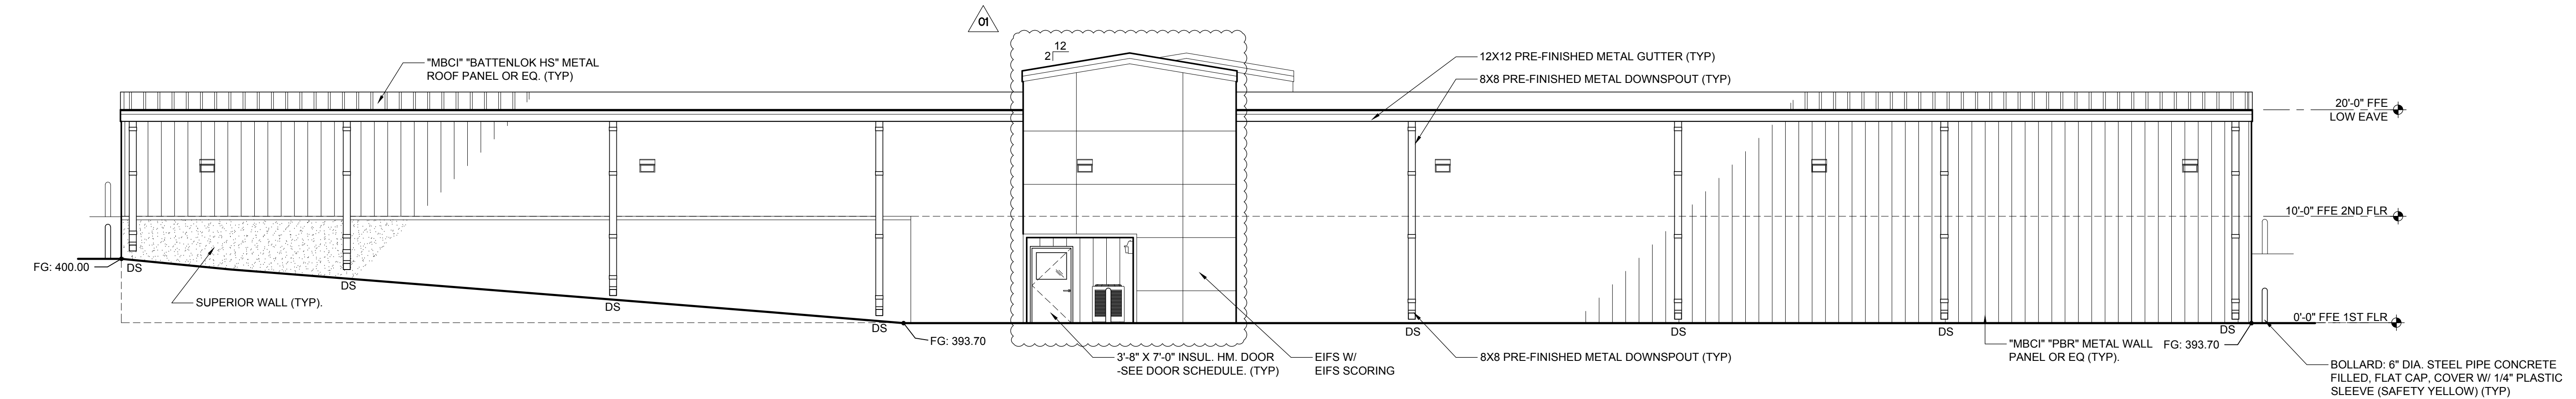 01
12
2
"MBCI" "BATTENLOK HS" METAL
ROOF PANEL OR EQ. (TYP)
12X12 PRE-FINISHED METAL GUTTER (TYP)
8X8 PRE-FINISHED METAL DOWNSPOUT (TYP)
20'-0" FFE
LOW EAVE
10'-0" FFE 2ND FLR
FG: 400.00
DS
DS
DS
DS
SUPERIOR WALL (TYP).
FG: 393.70
3'-8" X 7'-0" INSUL. HM. DOOR
-SEE DOOR SCHEDULE. (TYP)
EIFS W/
EIFS SCORING
DS
DS
DS
DS
8X8 PRE-FINISHED METAL DOWNSPOUT (TYP)
0'-0" FFE 1ST FLR
"MBCI" "PBR" METAL WALL
PANEL OR EQ (TYP).
FG: 393.70
BOLLARD: 6" DIA. STEEL PIPE CONCRETE
FILLED, FLAT CAP, COVER W/ 1/4" PLASTIC
SLEEVE (SAFETY YELLOW) (TYP)